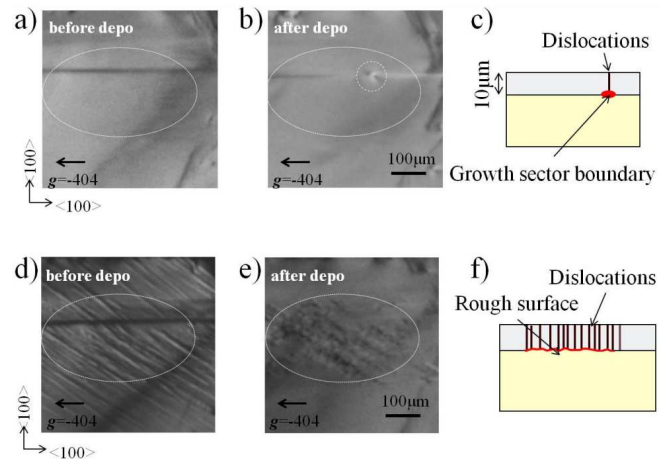 a)
before depo
g=-404
<100>
<100>
b)
after depo
100μm
g=-404
c)
Dislocations
10μm
Growth sector boundary
d)
before depo
g=-404
<100>
<100>
e)
after depo
100μm
g=-404
f)
Dislocations
Rough surface